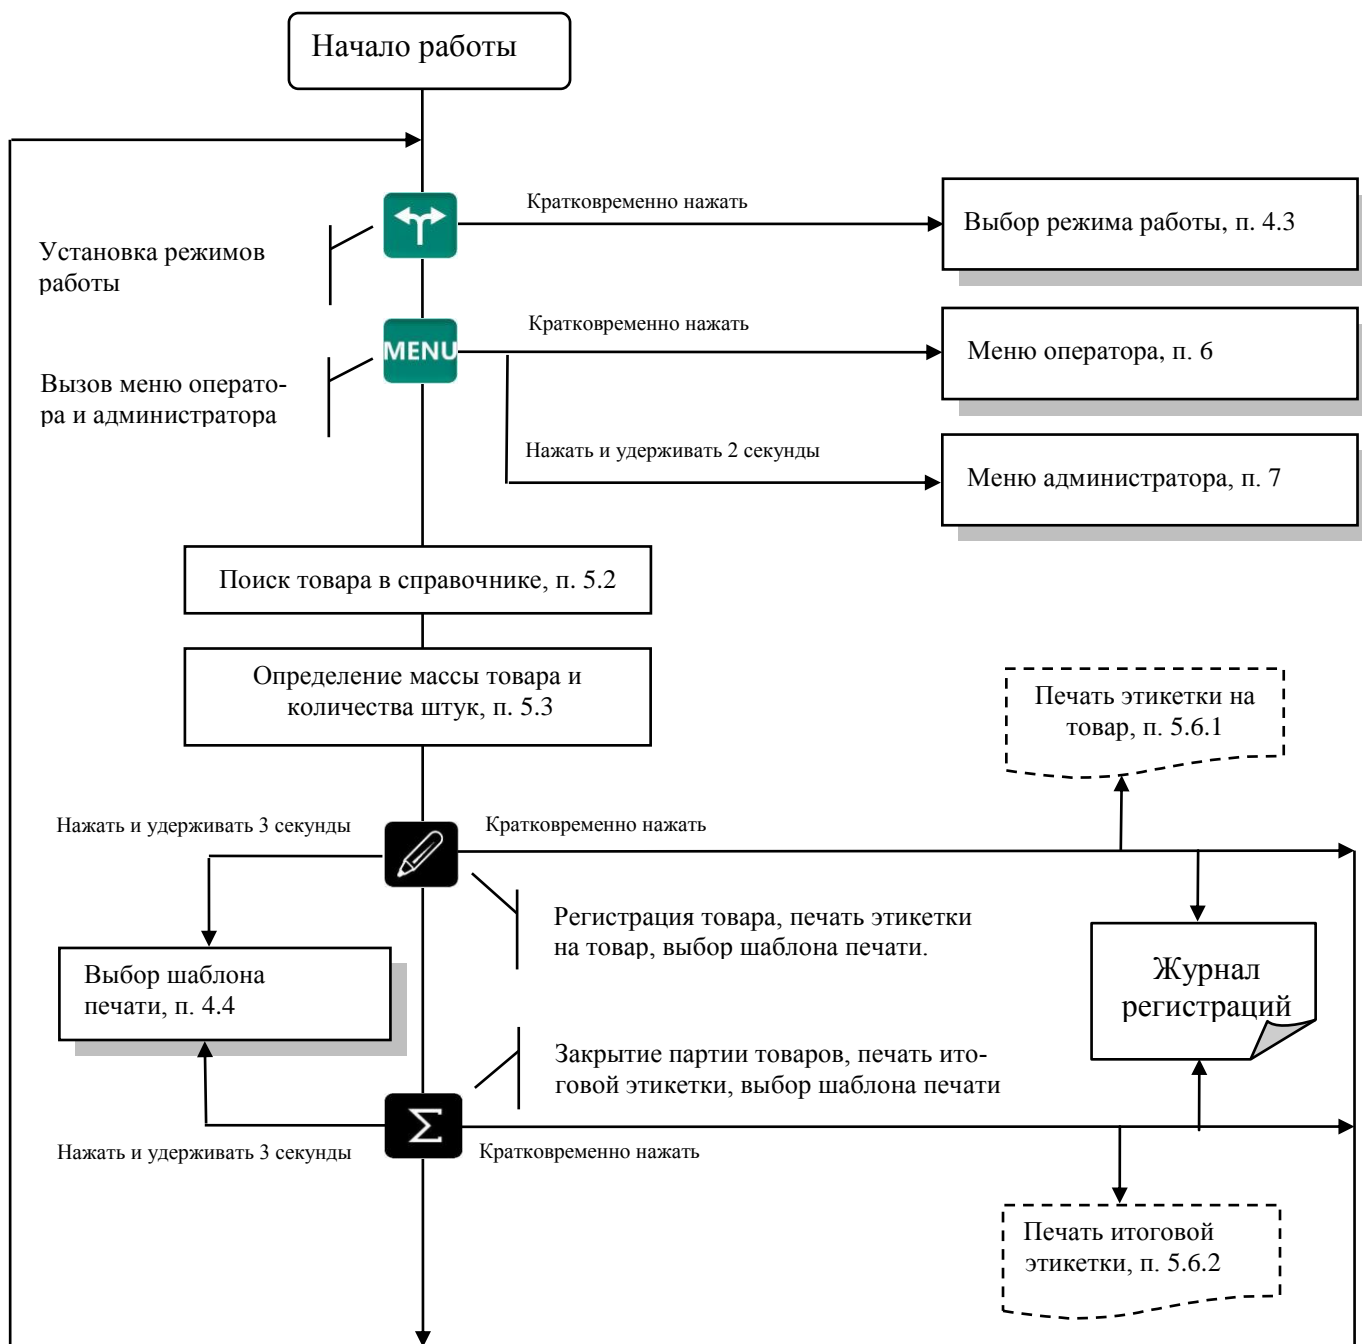 Начало работы
Кратковременно нажать
Выбор режима работы, п. 4.3
Установка режимов
работы
Кратковременно нажать
MENU
Меню оператора, п. 6
Вызов меню операто-
ра и администратора
Нажать и удерживать 2 секунды
Меню администратора, п. 7
Поиск товара в справочнике, п. 5.2
Определение массы товара и
количества штук, п. 5.3
Печать этикетки на
товар, п. 5.6.1
Нажать и удерживать 3 секунды
Кратковременно нажать
Регистрация товара, печать этикетки
на товар, выбор шаблона печати.
Выбор шаблона
печати, п. 4.4
Журнал
регистраций
Закрытие партии товаров, печать ито-
говой этикетки, выбор шаблона печати
Σ
Нажать и удерживать 3 секунды
Кратковременно нажать
Печать итоговой
этикетки, п. 5.6.2